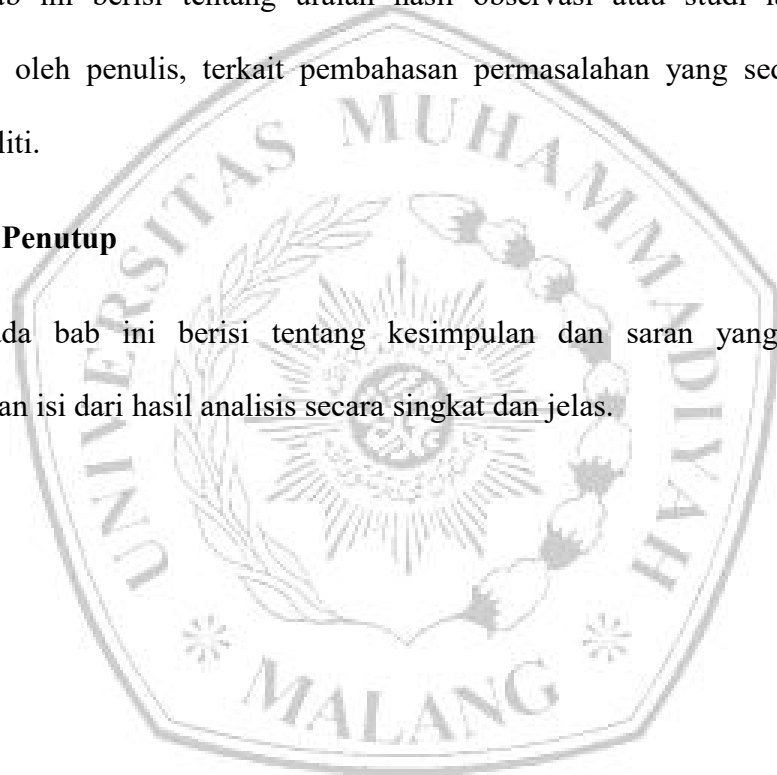 ab ini berisi tentang uraian hasil observasi atau studi
oleh penulis, terkait pembahasan permasalahan yang
liti.
Penutup
da bab ini berisi tentang kesimpulan dan saran yang
an isi dari hasil analisis secara singkat dan jelas.
UNIVERSITAS MUHAMMADIYAH
MALANG